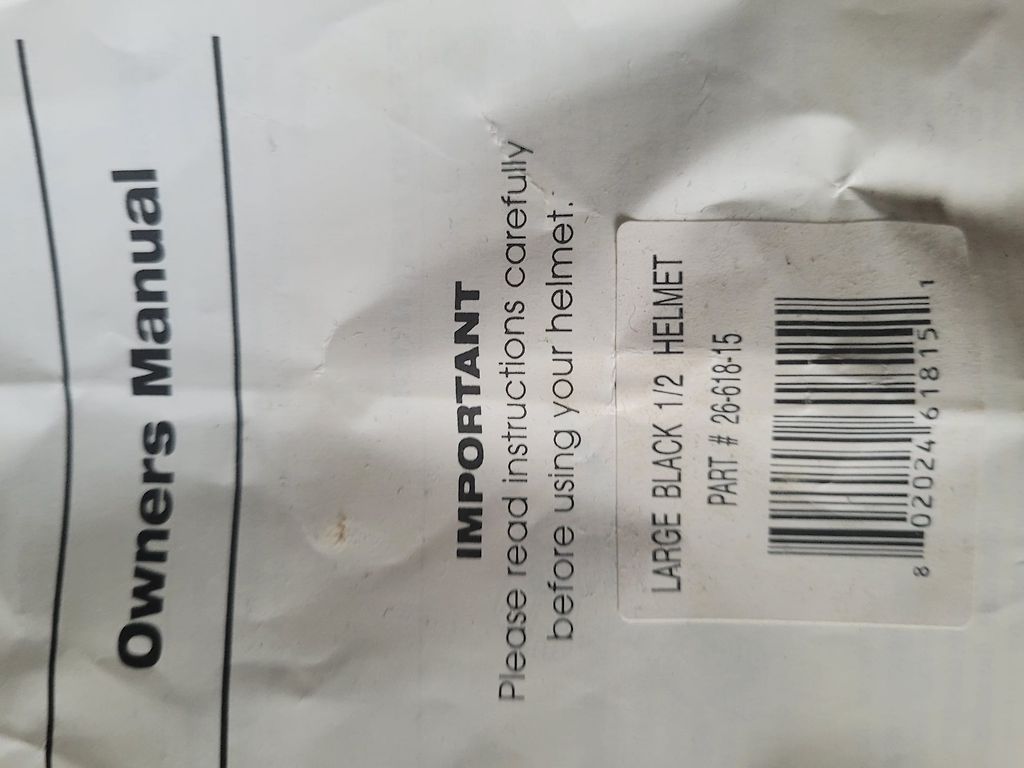 Owners Manual
IMPORTANT
Please read instructions carefully
before using your helmet.
LARGE BLACK 1/2 HELMET
PART # 26-618-15
8 02024 61815 1